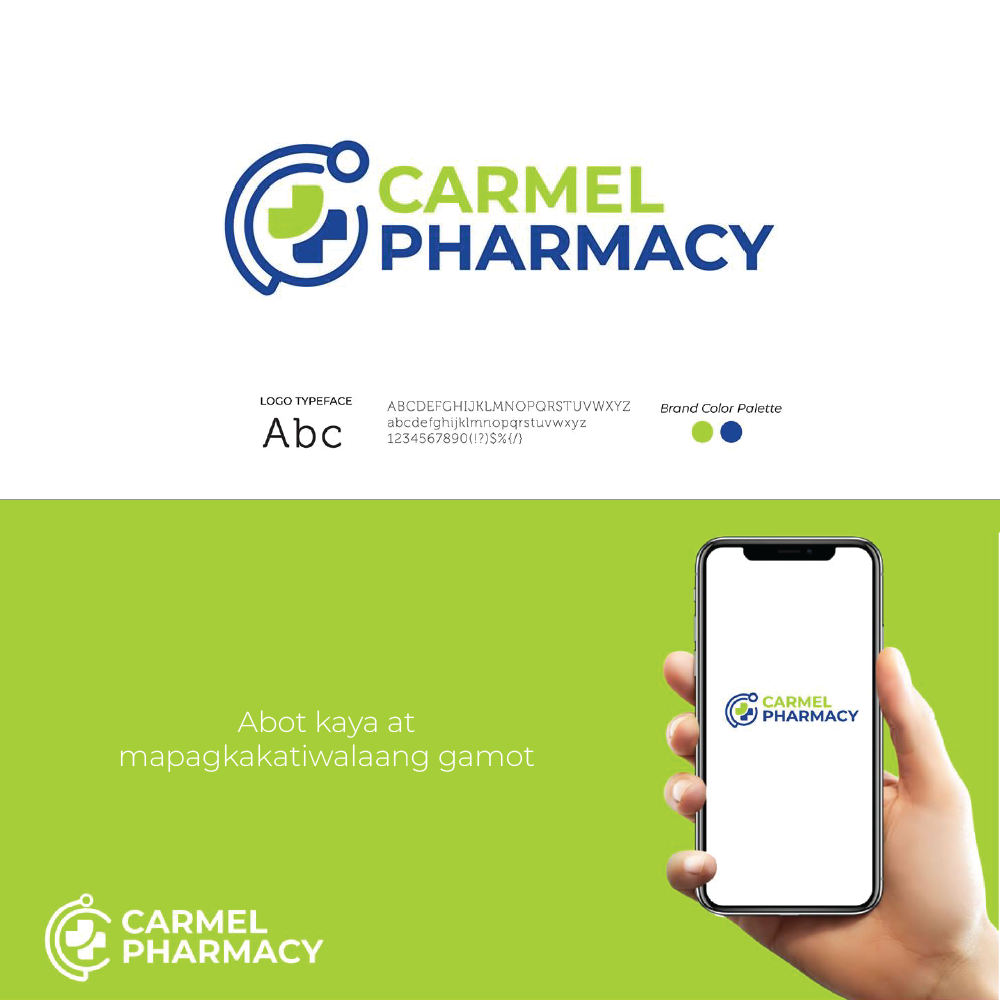 CARMEL
PHARMACY
LOGO TYPEFACE
Abc
ABCDEFGHIJKLMNOPQRSTUVWXYZ
abcdefghijklmnopqrstuvwxyz
1234567890(!?)$%{/}
Brand Color Palette
Abot kaya at
mapagkakatiwalaang gamot
CARMEL
PHARMACY
CARMEL
PHARMACY